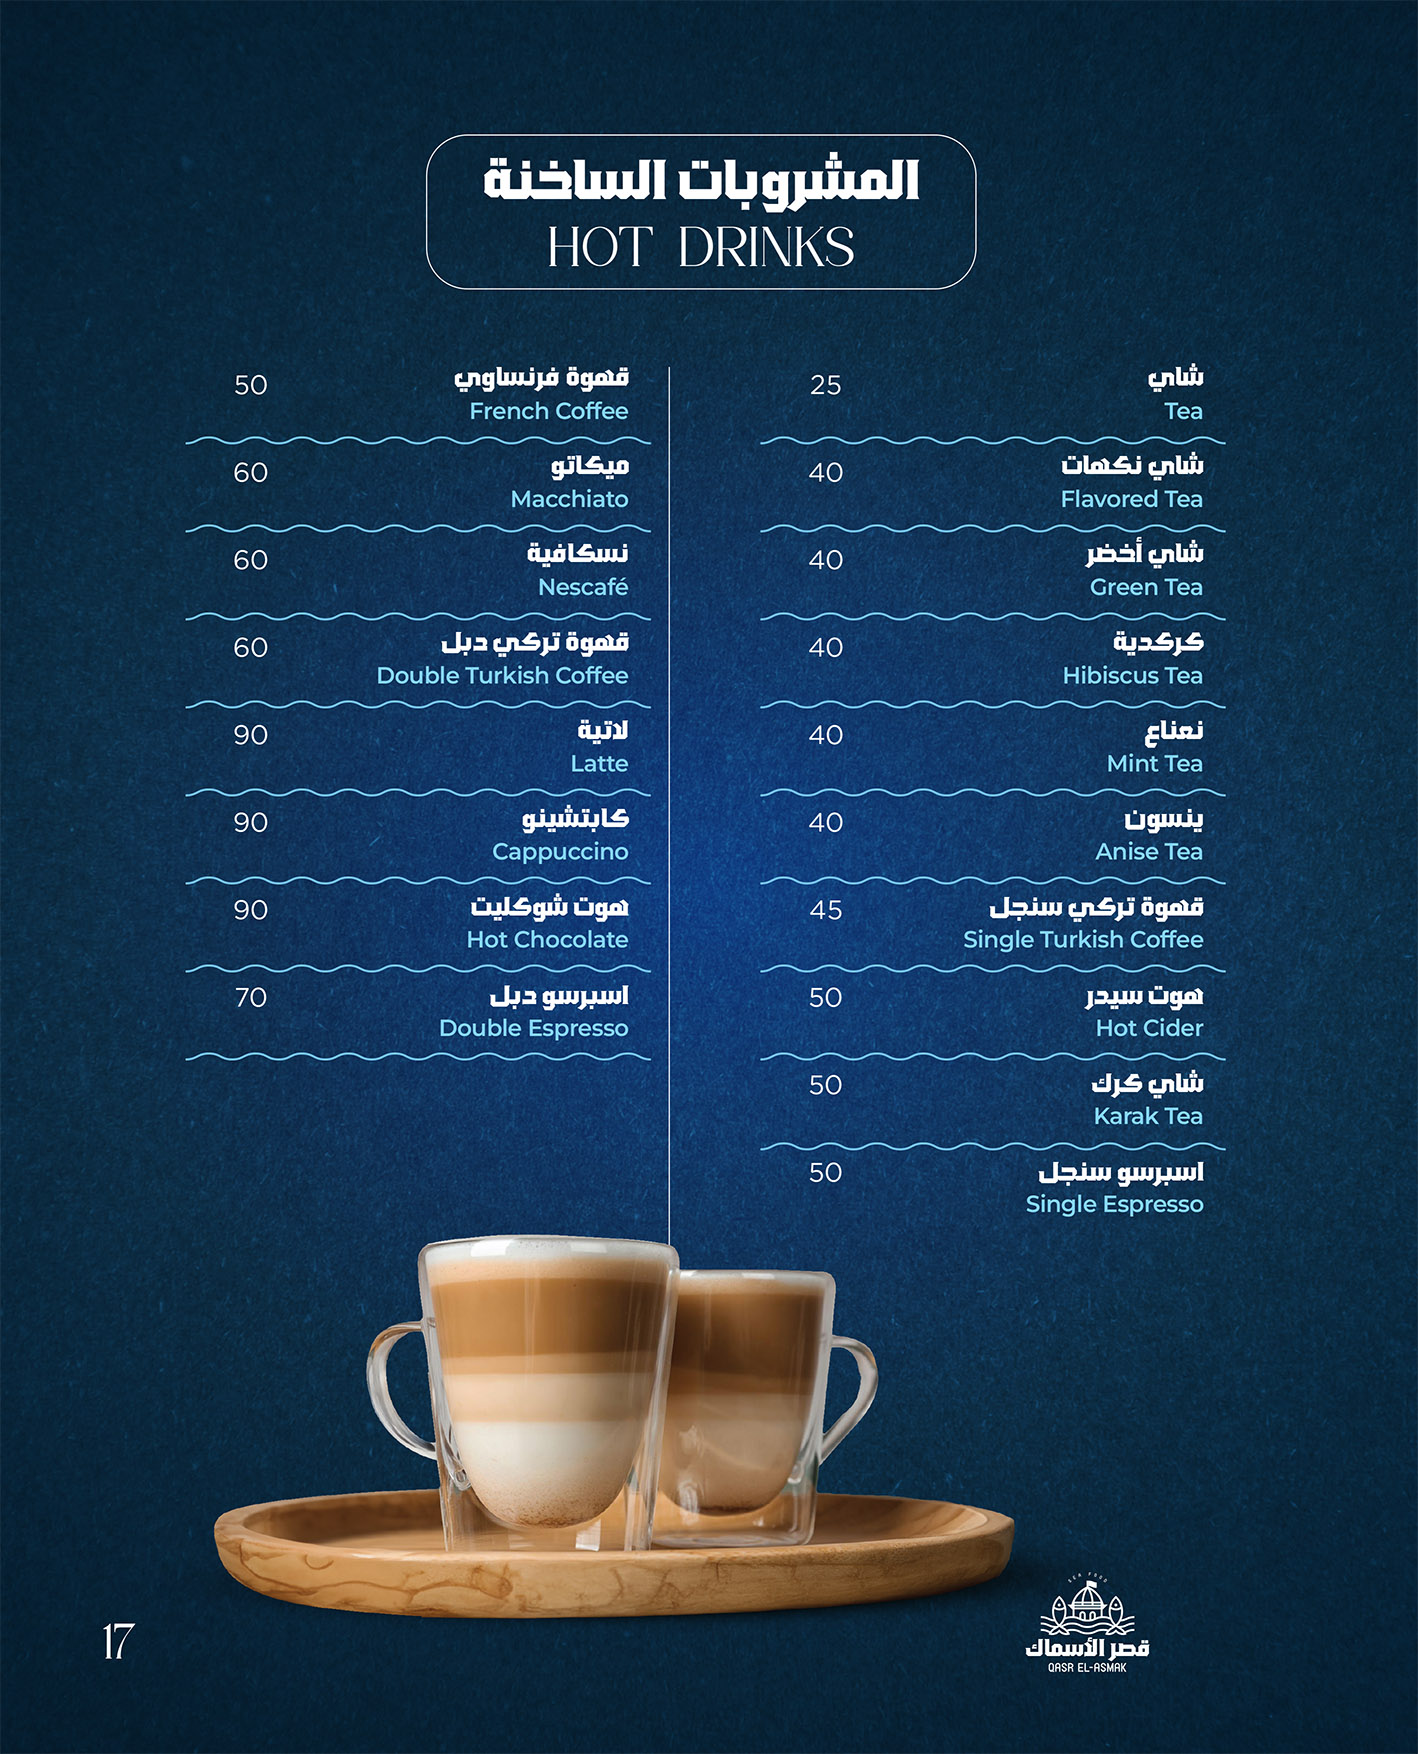 المشروبات الساخنة
HOT DRINKS
شاي 25
Tea
شاي نكهات 40
Flavored Tea
شاي أخضر 40
Green Tea
كركدية 40
Hibiscus Tea
نعناع 40
Mint Tea
ينسون 40
Anise Tea
قهوة تركي سنجل 45
Single Turkish Coffee
هوت سيدر 50
Hot Cider
شاي كرك 50
Karak Tea
اسبرسو سنجل 50
Single Espresso
قهوة فرنساوي 50
French Coffee
ميكاتو 60
Macchiato
نسكافية 60
Nescafé
قهوة تركي دبل 60
Double Turkish Coffee
لاتية 90
Latte
كابتشينو 90
Cappuccino
هوت شوكليت 90
Hot Chocolate
اسبرسو دبل 70
Double Espresso
17
SEA FOOD
قصر الأسماك
QASR EL-ASMAK